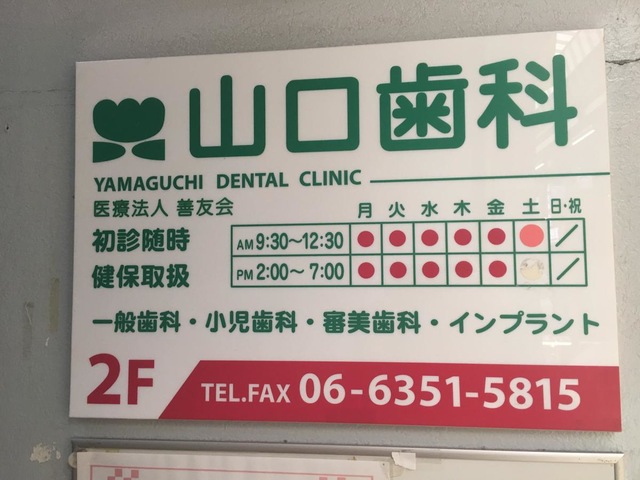 山口歯科
YAMAGUCHI DENTAL CLINIC
医療法人 善友会
月 火 水 木 金 土 日・祝
初診随時 AM 9:30〜12:30 ● ● ● ● ● ● ／
健保取扱 PM 2:00〜 7:00 ● ● ● ● ● ／
一般歯科・小児歯科・審美歯科・インプラント
2F TEL.FAX 06-6351-5815